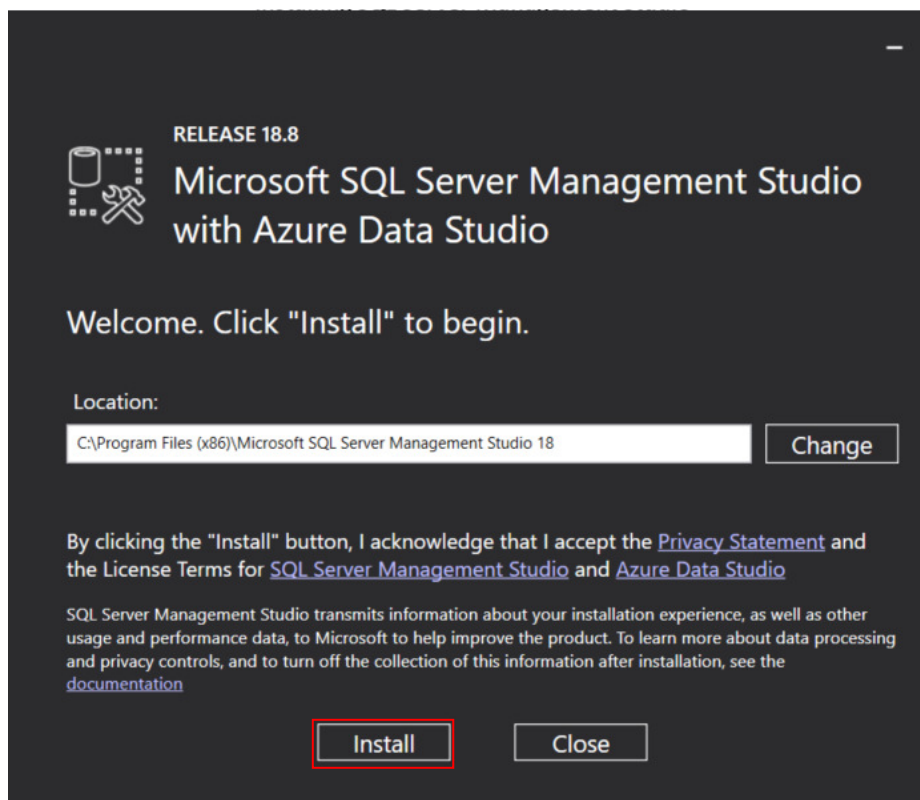 RELEASE 18.8
Microsoft SQL Server Management Studio
with Azure Data Studio
Welcome. Click "Install" to begin.
Location:
C:\Program Files (x86)\Microsoft SQL Server Management Studio 18
Change
By clicking the "Install" button, I acknowledge that I accept the Privacy Statement and
the License Terms for SQL Server Management Studio and Azure Data Studio
SQL Server Management Studio transmits information about your installation experience, as well as other
usage and performance data, to Microsoft to help improve the product. To learn more about data processing
and privacy controls, and to turn off the collection of this information after installation, see the
documentation
Install
Close